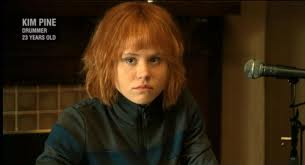 KIM PINE
DRUMMER
23 YEARS OLD